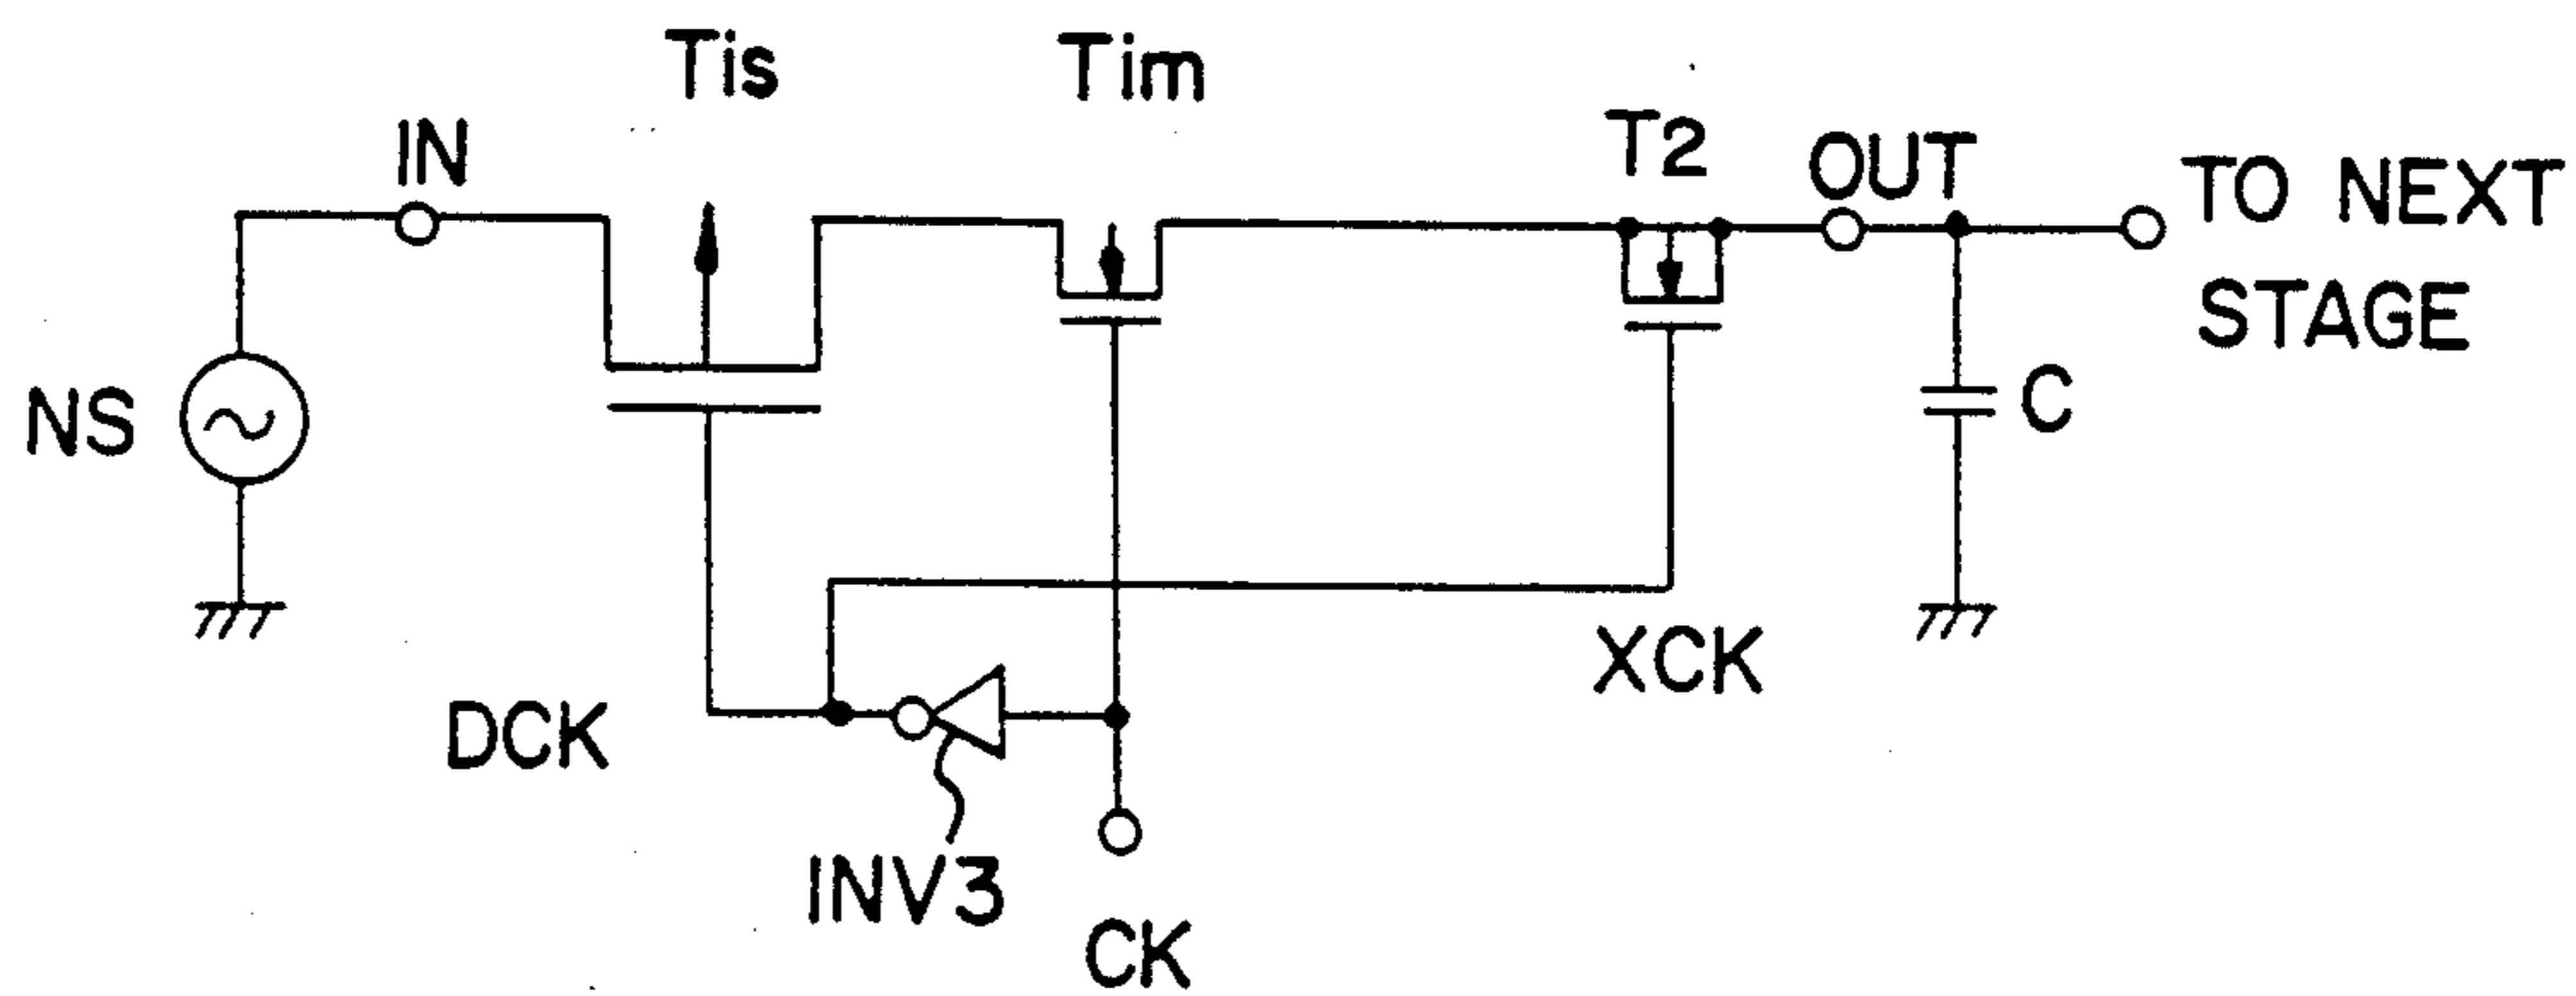 Tis
Tim
IN
T2
OUT
TO NEXT
STAGE
NS
C
XCK
DCK
INV3
CK